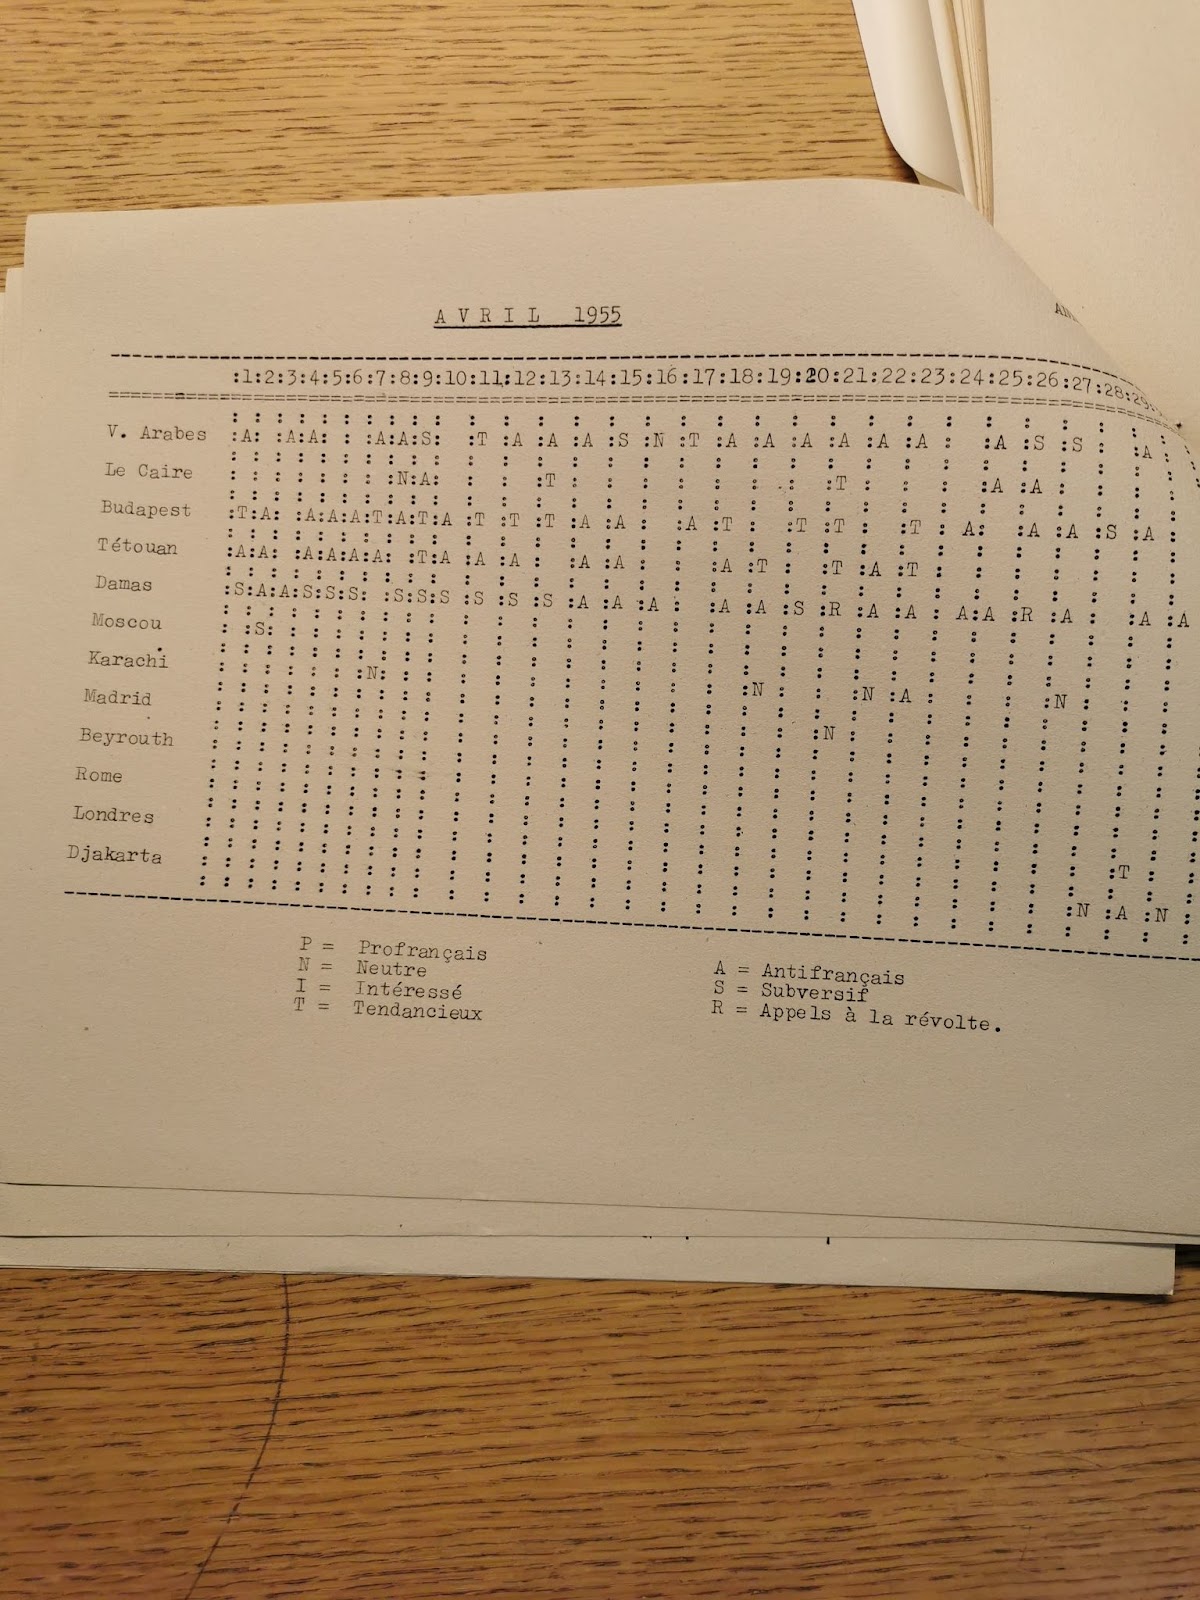 AVRIL 1955
:1:2:3:4:5:6:7:8:9:10:11:12:13:14:15:16:17:18:19:20:21:22:23:24:25:26:27:28:29:
V. Arabes :A: :A:A: : :A:A:S: :T :A :A :A :S :N :T :A :A :A :A :A :A : :A :S :S : :A
Le Caire : : : : : : : :N:A: : : : :T : : : : : : : :T : : : :A :A : : :
Budapest :T:A: :A:A:A:T:A:T:A :T :T :T :A :A : :A :T : :T :T : :T : A: :A :A :S :A :
Tétouan :A:A: :A:A:A:A: :T:A :A :A : :A :A : : :A :T : :T :A :T : : : : : : :
Damas :S:A:A:S:S:S: :S:S:S :S :S :S :A :A :A : :A :A :S :R :A :A : A:A :R :A : :A :A
Moscou : :S: : : : : : : : : : : : : : : : : : : : : : : : : : :
Karachi : : : : : : :N: : : : : : : : : : : : : : : : : : : : : :
Madrid : : : : : : : : : : : : : : : : : :N : : :N :A : : : :N : : :
Beyrouth : : : : : : : : : : : : : : : : : : : :N : : : : : : : : :
Rome
Londres
Djakarta : : : : : : : : : : : : : : : : : : : : : : : : : : : :T :
:N :A :N
P = Profrançais
N = Neutre
I = Intéressé
T = Tendancieux
A = Antifrançais
S = Subversif
R = Appels à la révolte.